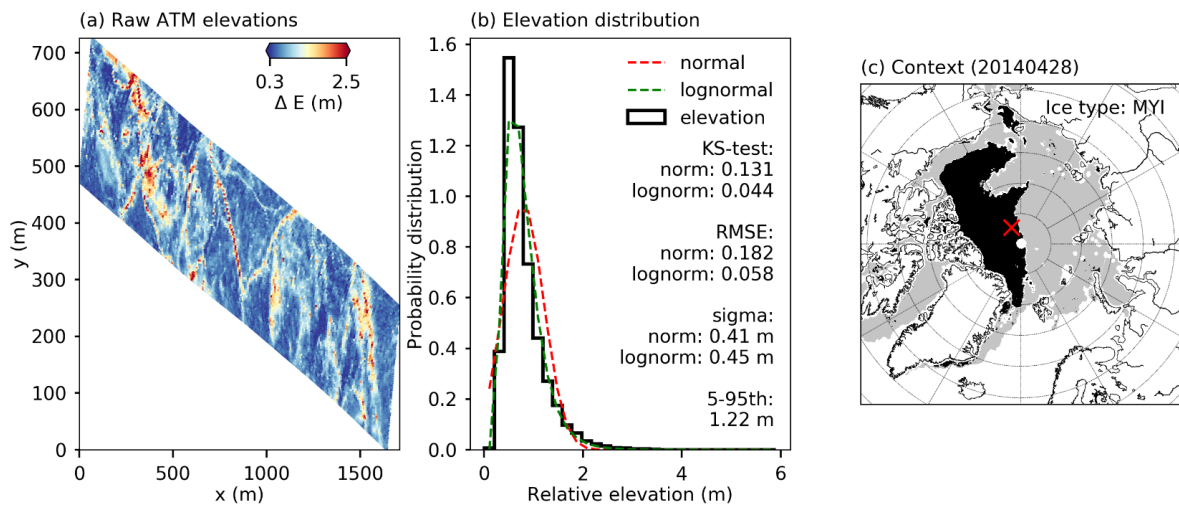 (a) Raw ATM elevations
700
600
500
400
300
200
100
0
y (m)
0
500
1000
1500
x (m)
0.3
2.5
Δ E (m)
(b) Elevation distribution
1.6
1.4
1.2
1.0
0.8
0.6
0.4
0.2
0.0
Probability distribution
normal
lognormal
elevation
KS-test:
norm: 0.131
lognorm: 0.044
RMSE:
norm: 0.182
lognorm: 0.058
sigma:
norm: 0.41 m
lognorm: 0.45 m
5-95th:
1.22 m
0
2
4
6
Relative elevation (m)
(c) Context (20140428)
Ice type: MYI